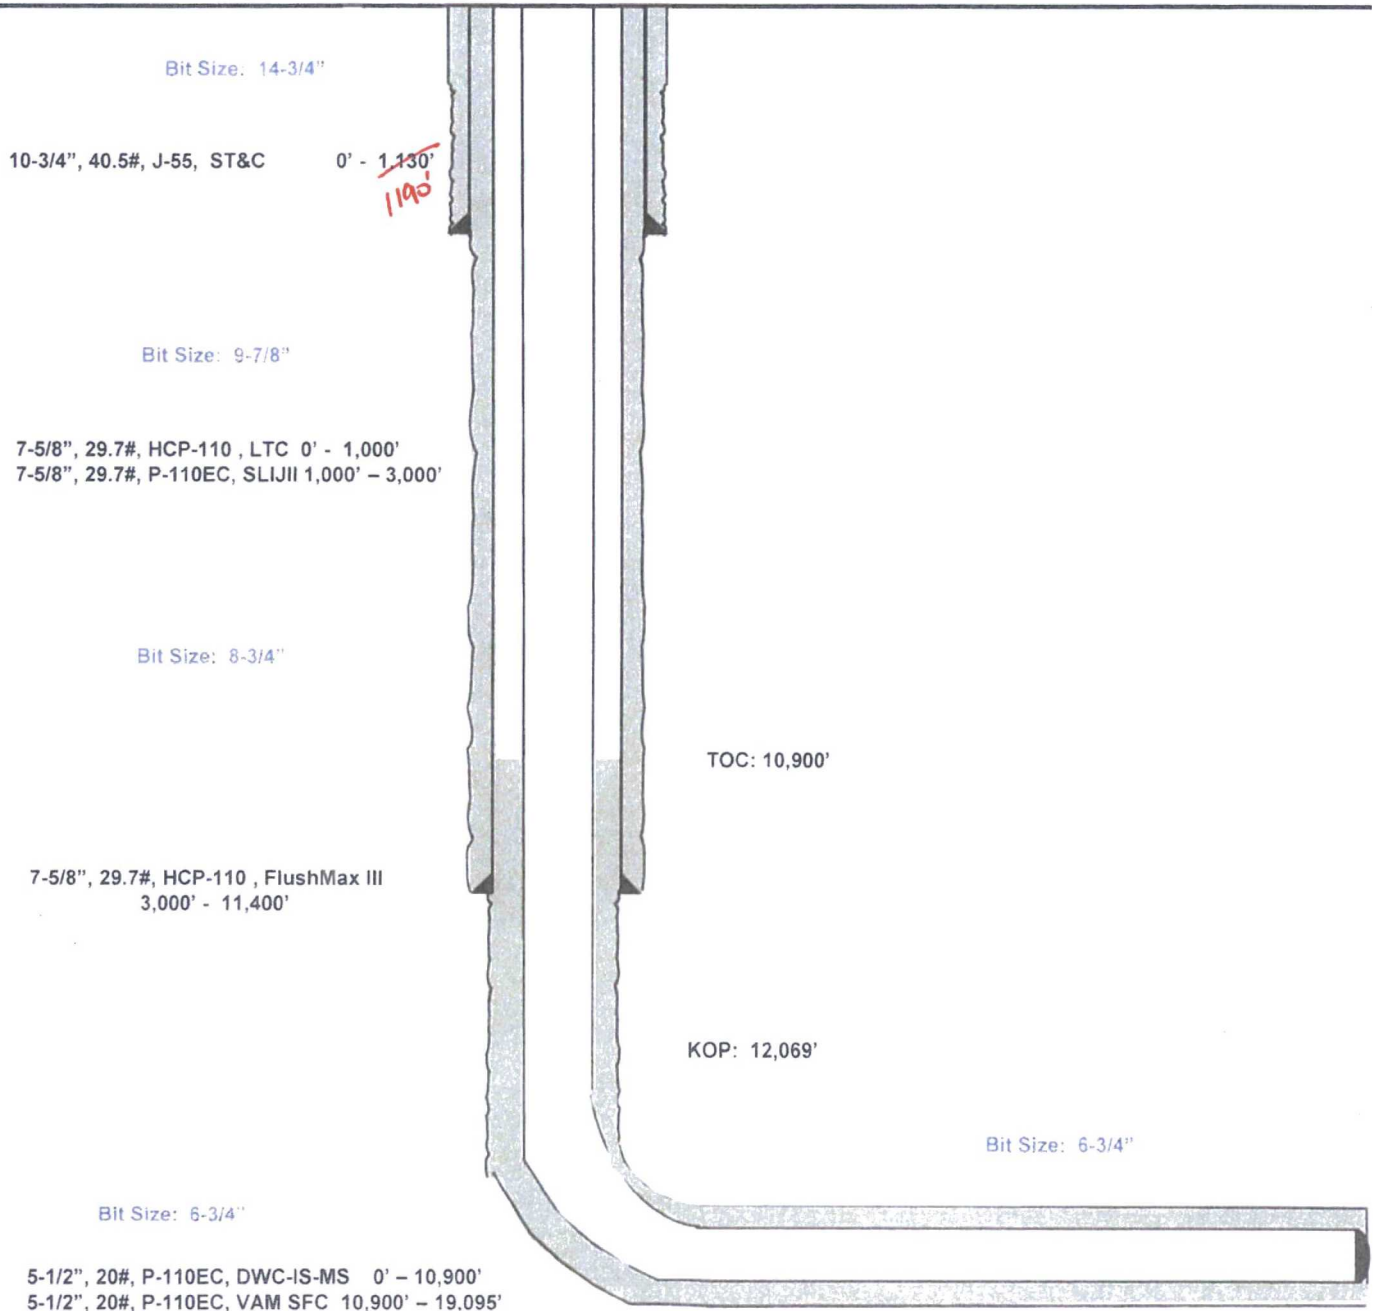 Bit Size: 14-3/4"
10-3/4", 40.5#, J-55, ST&C 0' - 1,130'
1190'
Bit Size: 9-7/8"
7-5/8", 29.7#, HCP-110 , LTC 0' - 1,000'
7-5/8", 29.7#, P-110EC, SLIJII 1,000' – 3,000'
Bit Size: 8-3/4"
TOC: 10,900'
7-5/8", 29.7#, HCP-110 , FlushMax III
3,000' - 11,400'
KOP: 12,069'
Bit Size: 6-3/4"
Bit Size: 6-3/4"
5-1/2", 20#, P-110EC, DWC-IS-MS 0' – 10,900'
5-1/2", 20#, P-110EC, VAM SFC 10,900' – 19,095'